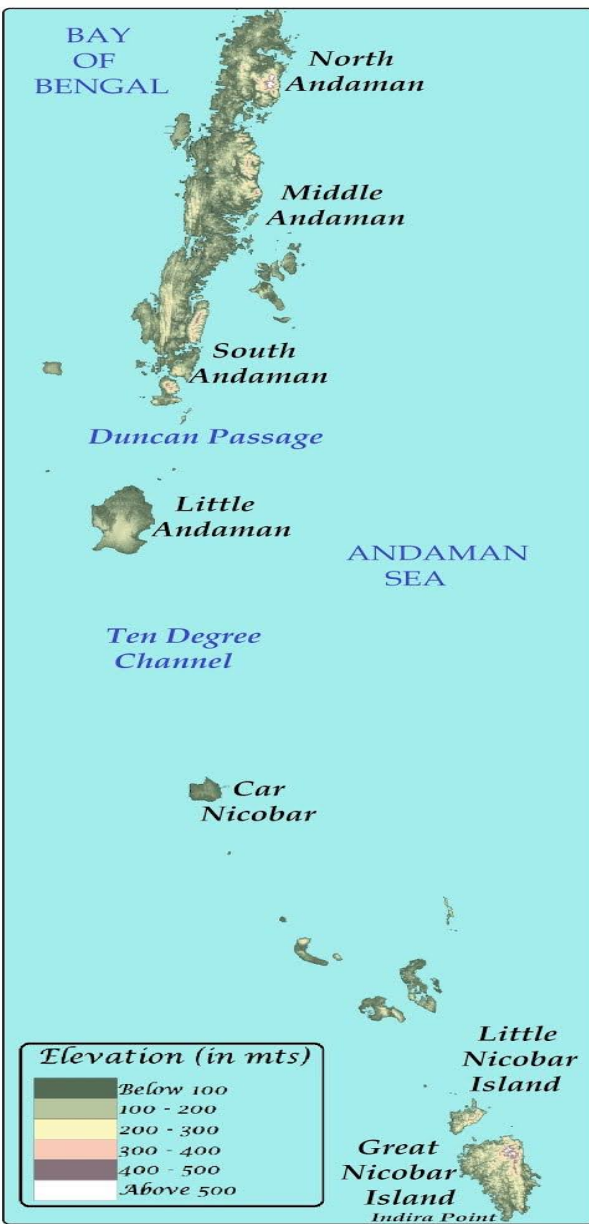 BAY
OF
BENGAL
North
Andaman
Middle
Andaman
South
Andaman
Duncan Passage
Little
Andaman
ANDAMAN
SEA
Ten Degree
Channel
Car
Nicobar
Little
Nicobar
Island
Great
Nicobar
Island
Indira Point
Elevation (in mts)
Below 100
100 - 200
200 - 300
300 - 400
400 - 500
Above 500